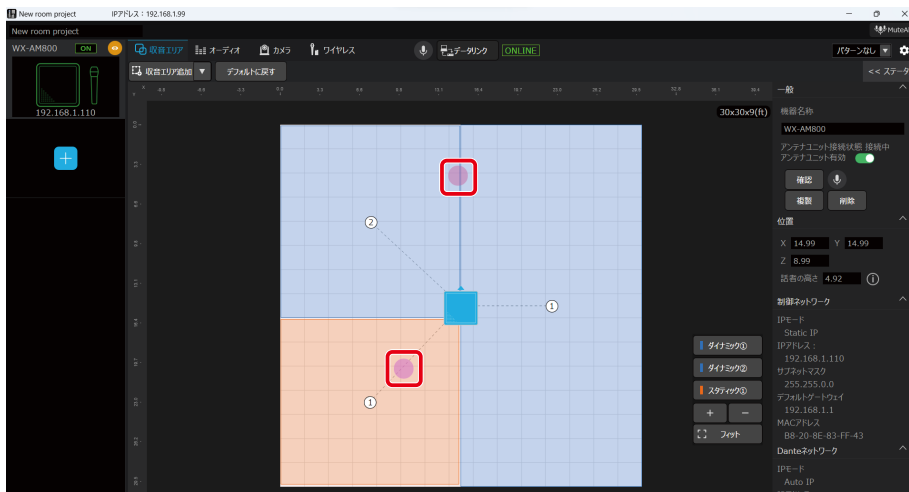 New room project IPアドレス : 192.168.1.99
New room project MuteAl
WX-AM800 ON 収音エリア オーディオ カメラ ワイヤレス データリンク ONLINE パターンなし
収音エリア追加 デフォルトに戻す << ステータ
192.168.1.110
X 0.0 3.3 13.1 16.4 32.8
30x30x9(ft)
一般
機器名称
WX-AM800
アンテナユニット接続状態 接続中
アンテナユニット有効
確認
複製 削除
位置
X 14.99 Y 14.99
Z 8.99
話者の高さ 4.92
制御ネットワーク
IPモード
Static IP
IPアドレス :
192.168.1.110
サブネットマスク
255.255.0.0
デフォルトゲートウェイ
192.168.1.1
MACアドレス
B8-20-8E-83-FF-43
Danteネットワーク
IPモード
Auto IP
2
1
1
ダイナミック①
ダイナミック②
スタティック①
+ −
フィット